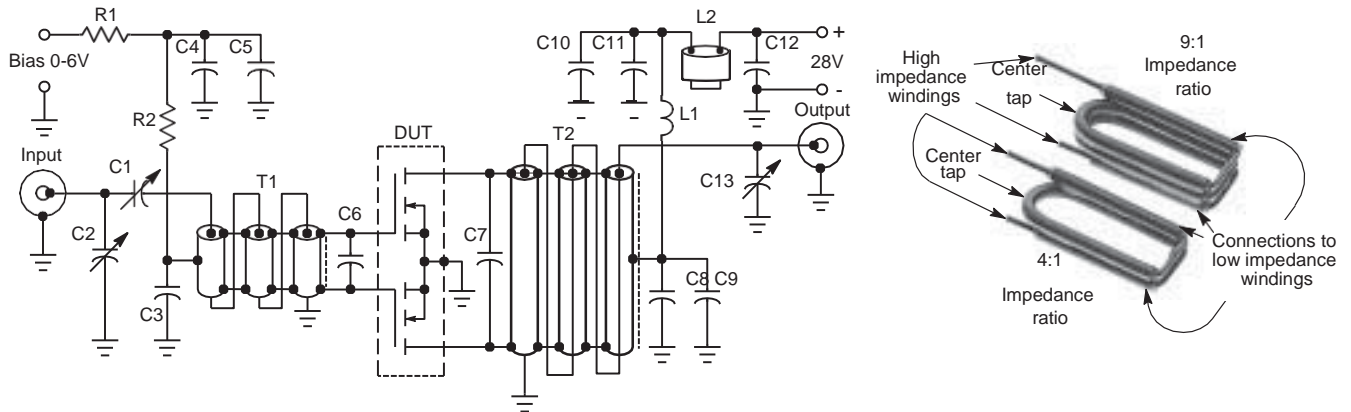 R1
Bias 0-6V
C4
C5
R2
Input
C1
C2
C3
T1
C6
DUT
C7
T2
C10
C11
L2
C12
+
28V
-
L1
Output
C13
C8
C9
High
impedance
windings
Center
tap
9:1
Impedance
ratio
Center
tap
4:1
Impedance
ratio
Connections to
low impedance
windings